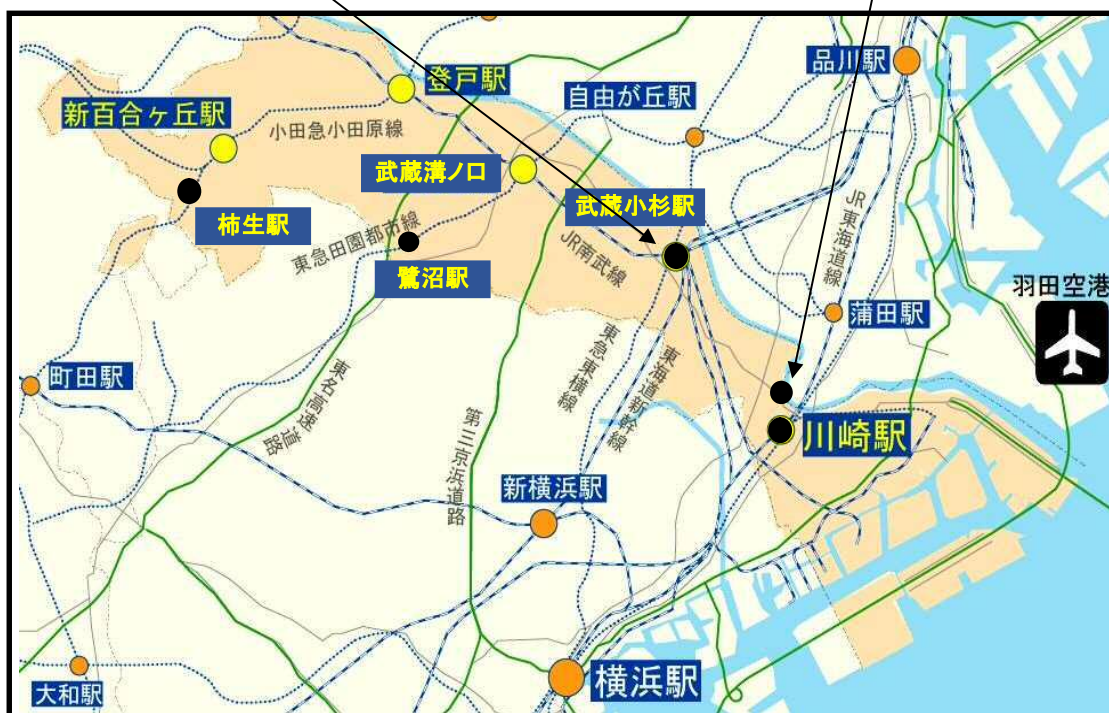 品川駅
登戸駅
自由が丘駅
新百合ヶ丘駅
小田急小田原線
武蔵溝ノ口
武蔵小杉駅
柿生駅
東急田園都市線
JR南武線
JR東海道線
鷺沼駅
羽田空港
蒲田駅
町田駅
東名高速道路
東急東横線
東海道新幹線
第三京浜道路
川崎駅
新横浜駅
横浜駅
大和駅